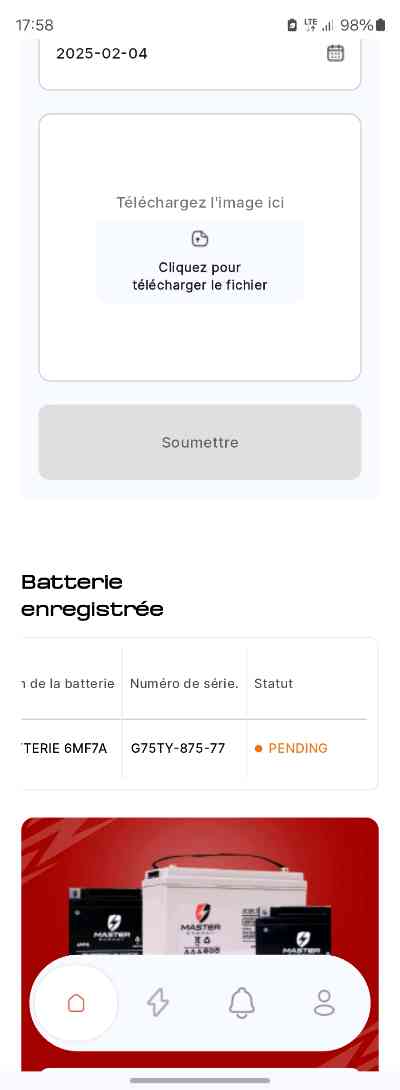 17:58
LTE
98%
2025-02-04
Téléchargez l'image ici
Cliquez pour
télécharger le fichier
Soumettre
Batterie
enregistrée
n de la batterie
Numéro de série.
Statut
TERIE 6MF7A
G75TY-875-77
PENDING
MASTER
MASTER
MASTER